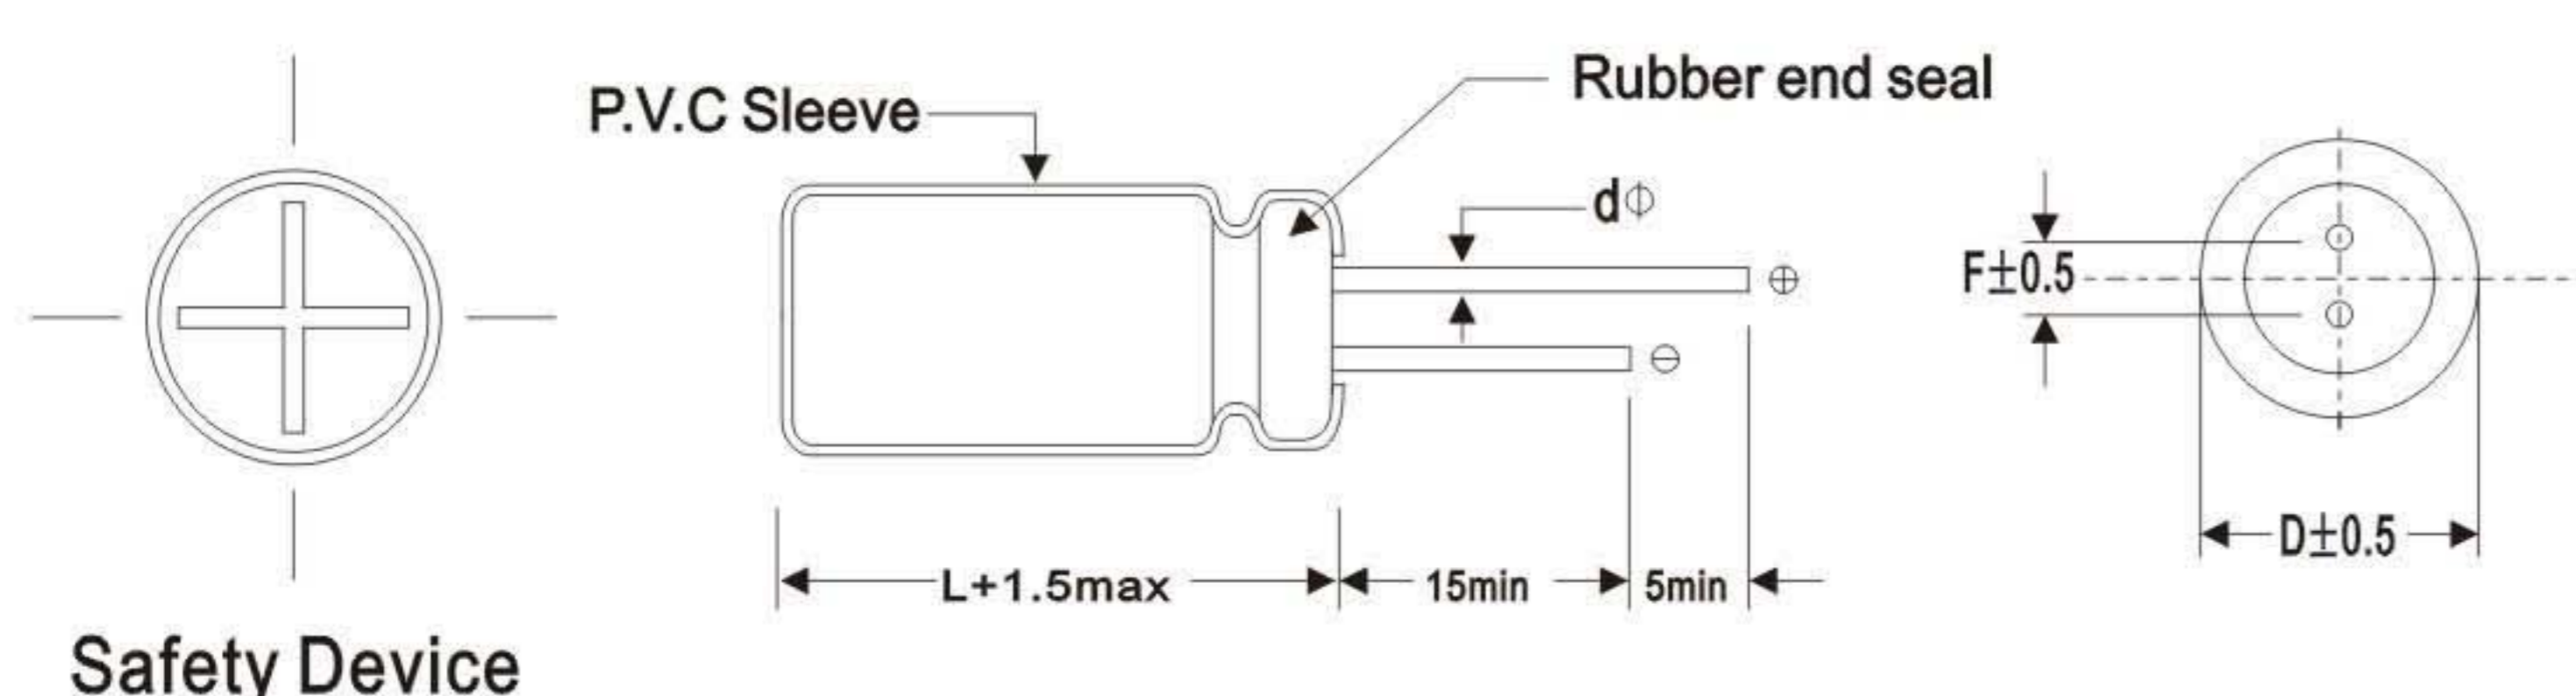 P.V.C Sleeve
Rubber end seal
dΦ
⊕
⊖
F±0.5
D±0.5
L+1.5max
15min
5min
Safety Device